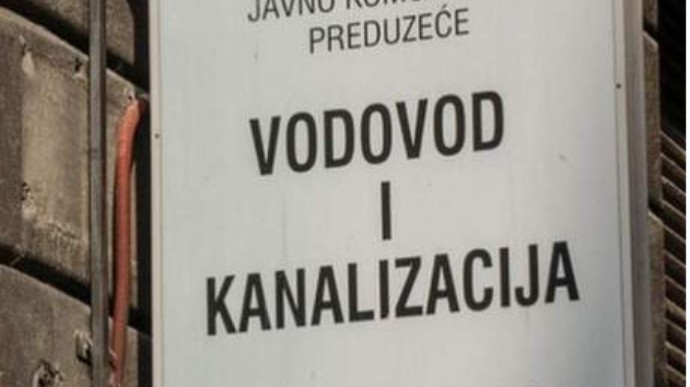 JAVNO
PREDUZEĆE
VODOVOD
I
KANALIZACIJA